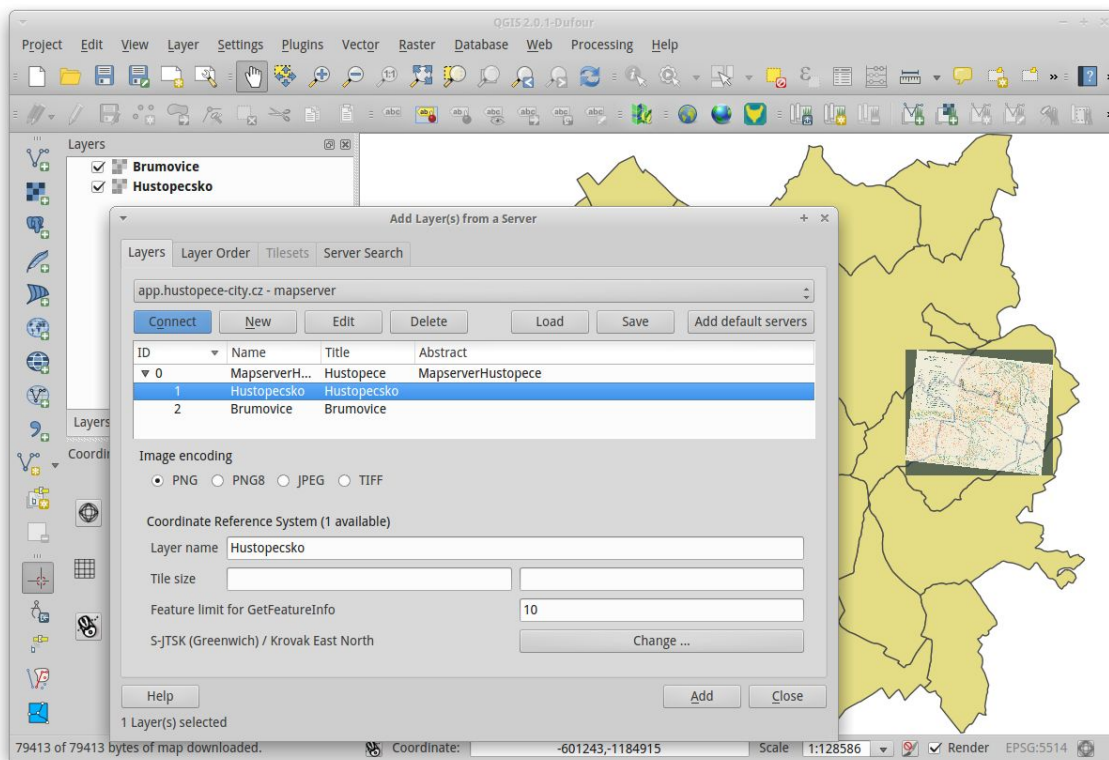 QGIS 2.0.1-Dufour
Project Edit View Layer Settings Plugins Vector Raster Database Web Processing Help
Layers
Brumovice
Hustopecsko
Add Layer(s) from a Server
Layers Layer Order Tilesets Server Search
app.hustopece-city.cz - mapserver
Connect New Edit Delete Load Save Add default servers
ID Name Title Abstract
0 MapserverH... Hustopece MapserverHustopece
1 Hustopecsko Hustopecsko
2 Brumovice Brumovice
Layers
Image encoding
PNG PNG8 JPEG TIFF
Coordinate Reference System (1 available)
Layer name Hustopecsko
Tile size
Feature limit for GetFeatureInfo 10
S-JTSK (Greenwich) / Krovak East North Change ...
Help Add Close
1 Layer(s) selected
79413 of 79413 bytes of map downloaded. Coordinate: -601243,-1184915 Scale 1:128586 Render EPSG:5514